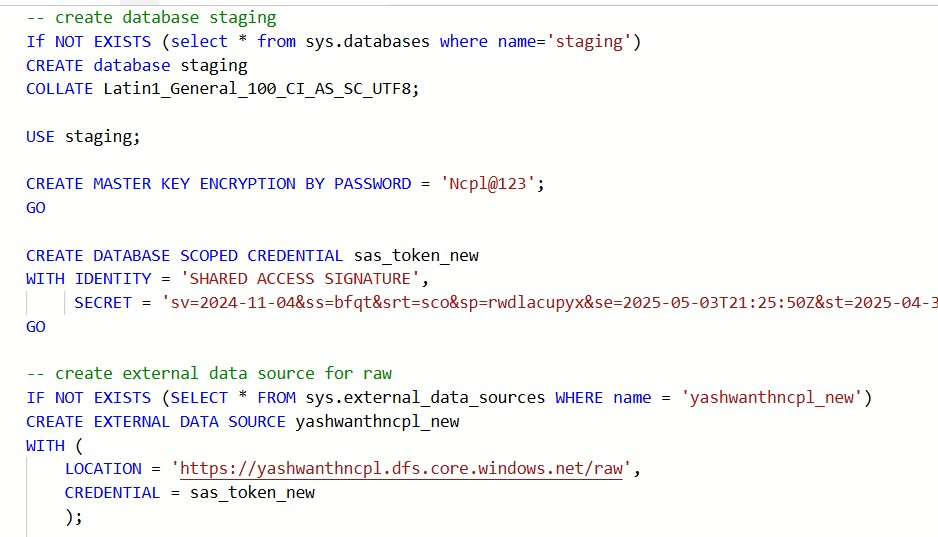 -- create database staging
If NOT EXISTS (select * from sys.databases where name='staging')
CREATE database staging
COLLATE Latin1_General_100_CI_AS_SC_UTF8;
USE staging;
CREATE MASTER KEY ENCRYPTION BY PASSWORD = 'Ncpl@123';
GO
CREATE DATABASE SCOPED CREDENTIAL sas_token_new
WITH IDENTITY = 'SHARED ACCESS SIGNATURE',
SECRET = 'sv=2024-11-04&ss=bfqt&srt=sco&sp=rwdlacupyx&se=2025-05-03T21:25:50Z&st=2025-04-3
GO
-- create external data source for raw
IF NOT EXISTS (SELECT * FROM sys.external_data_sources WHERE name = 'yashwanthncpl_new')
CREATE EXTERNAL DATA SOURCE yashwanthncpl_new
WITH (
LOCATION = 'https://yashwanthncpl.dfs.core.windows.net/raw',
CREDENTIAL = sas_token_new
);